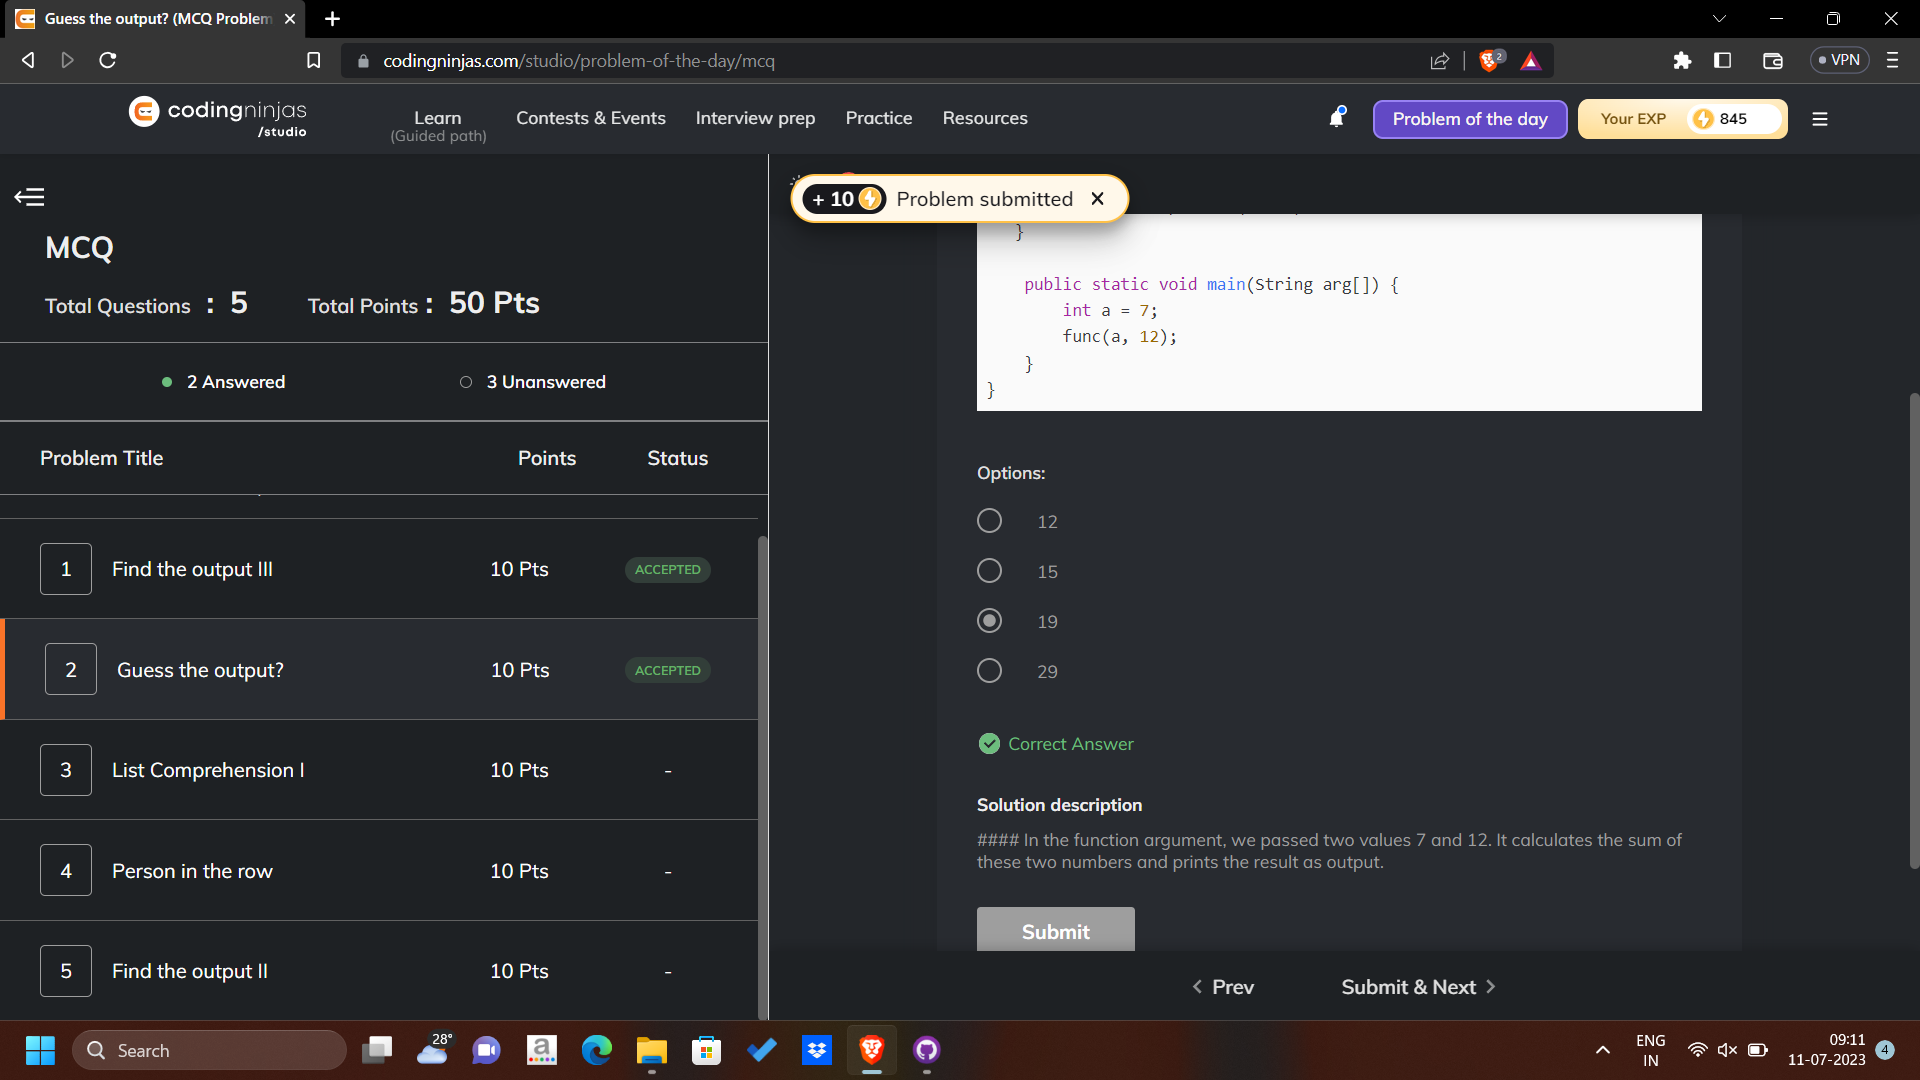 Guess the output? (MCQ Problem
codingninjas.com/studio/problem-of-the-day/mcq
2
VPN
codingninjas
/studio
Learn
(Guided path)
Contests & Events
Interview prep
Practice
Resources
Problem of the day
Your EXP
845
MCQ
Total Questions : 5
Total Points : 50 Pts
2 Answered
3 Unanswered
Problem Title Points Status
1 Find the output III 10 Pts ACCEPTED
2 Guess the output? 10 Pts ACCEPTED
3 List Comprehension I 10 Pts -
4 Person in the row 10 Pts -
5 Find the output II 10 Pts -
+ 10 Problem submitted
}
public static void main(String arg[]) {
int a = 7;
func(a, 12);
}
}
Options:
12
15
19
29
Correct Answer
Solution description
#### In the function argument, we passed two values 7 and 12. It calculates the sum of
these two numbers and prints the result as output.
Submit
Prev
Submit & Next
Search
28°
a
ENG
IN
09:11
11-07-2023
4